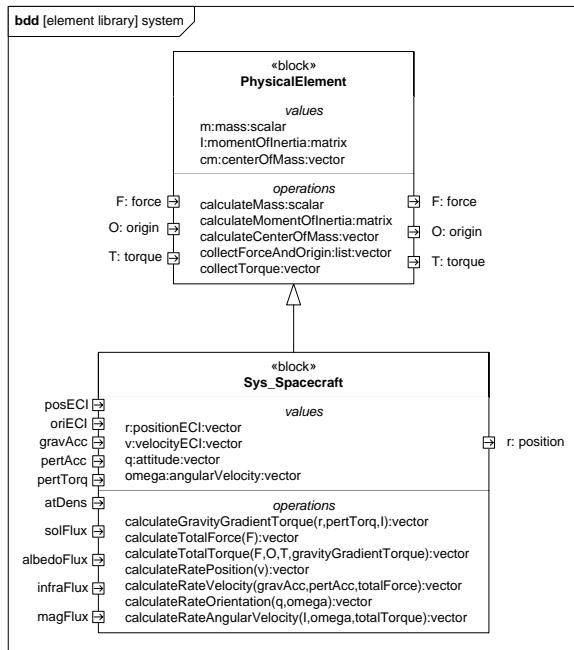 bdd [element library] system
«block»
PhysicalElement
values
m:mass:scalar
I:momentOfInertia:matrix
cm:centerOfMass:vector
operations
calculateMass:scalar
calculateMomentOfInertia:matrix
calculateCenterOfMass:vector
collectForceAndOrigin:list:vector
collectTorque:vector
F: force
O: origin
T: torque
F: force
O: origin
T: torque
«block»
Sys_Spacecraft
values
r:positionECI:vector
v:velocityECI:vector
q:attitude:vector
omega:angularVelocity:vector
operations
calculateGravityGradientTorque(r,pertTorq,I):vector
calculateTotalForce(F)
calculateTotalTorque(F,O,T,gravityGradientTorque):vector
calculateRatePosition(v)
calculateRateVelocity(gravAcc,pertAcc,totalForce):vector
calculateRateOrientation(q,omega):vector
calculateRateAngularVelocity(I,omega,totalTorque):vector
posECI
oriECI
gravAcc
pertAcc
pertTorq
atDens
solFlux
albedoFlux
infraFlux
magFlux
r: position